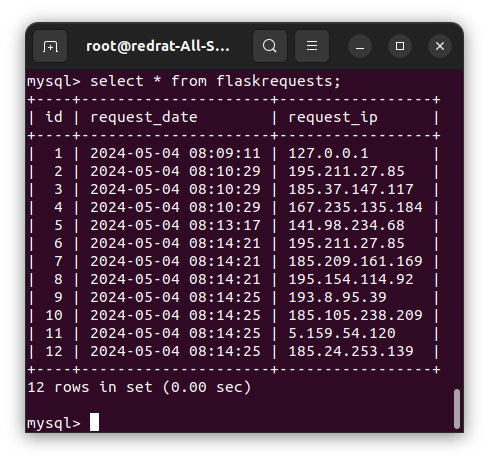 root@redrat-All-S...
mysql> select * from flaskrequests;
+----+---------------------+-----------------+
| id | request_date        | request_ip      |
+----+---------------------+-----------------+
|  1 | 2024-05-04 08:09:11 | 127.0.0.1       |
|  2 | 2024-05-04 08:10:29 | 195.211.27.85   |
|  3 | 2024-05-04 08:10:29 | 185.37.147.117  |
|  4 | 2024-05-04 08:10:29 | 167.235.135.184 |
|  5 | 2024-05-04 08:13:17 | 141.98.234.68   |
|  6 | 2024-05-04 08:14:21 | 195.211.27.85   |
|  7 | 2024-05-04 08:14:21 | 185.209.161.169 |
|  8 | 2024-05-04 08:14:21 | 195.154.114.92  |
|  9 | 2024-05-04 08:14:25 | 193.8.95.39     |
| 10 | 2024-05-04 08:14:25 | 185.105.238.209 |
| 11 | 2024-05-04 08:14:25 | 5.159.54.120    |
| 12 | 2024-05-04 08:14:25 | 185.24.253.139  |
+----+---------------------+-----------------+
12 rows in set (0.00 sec)
mysql>